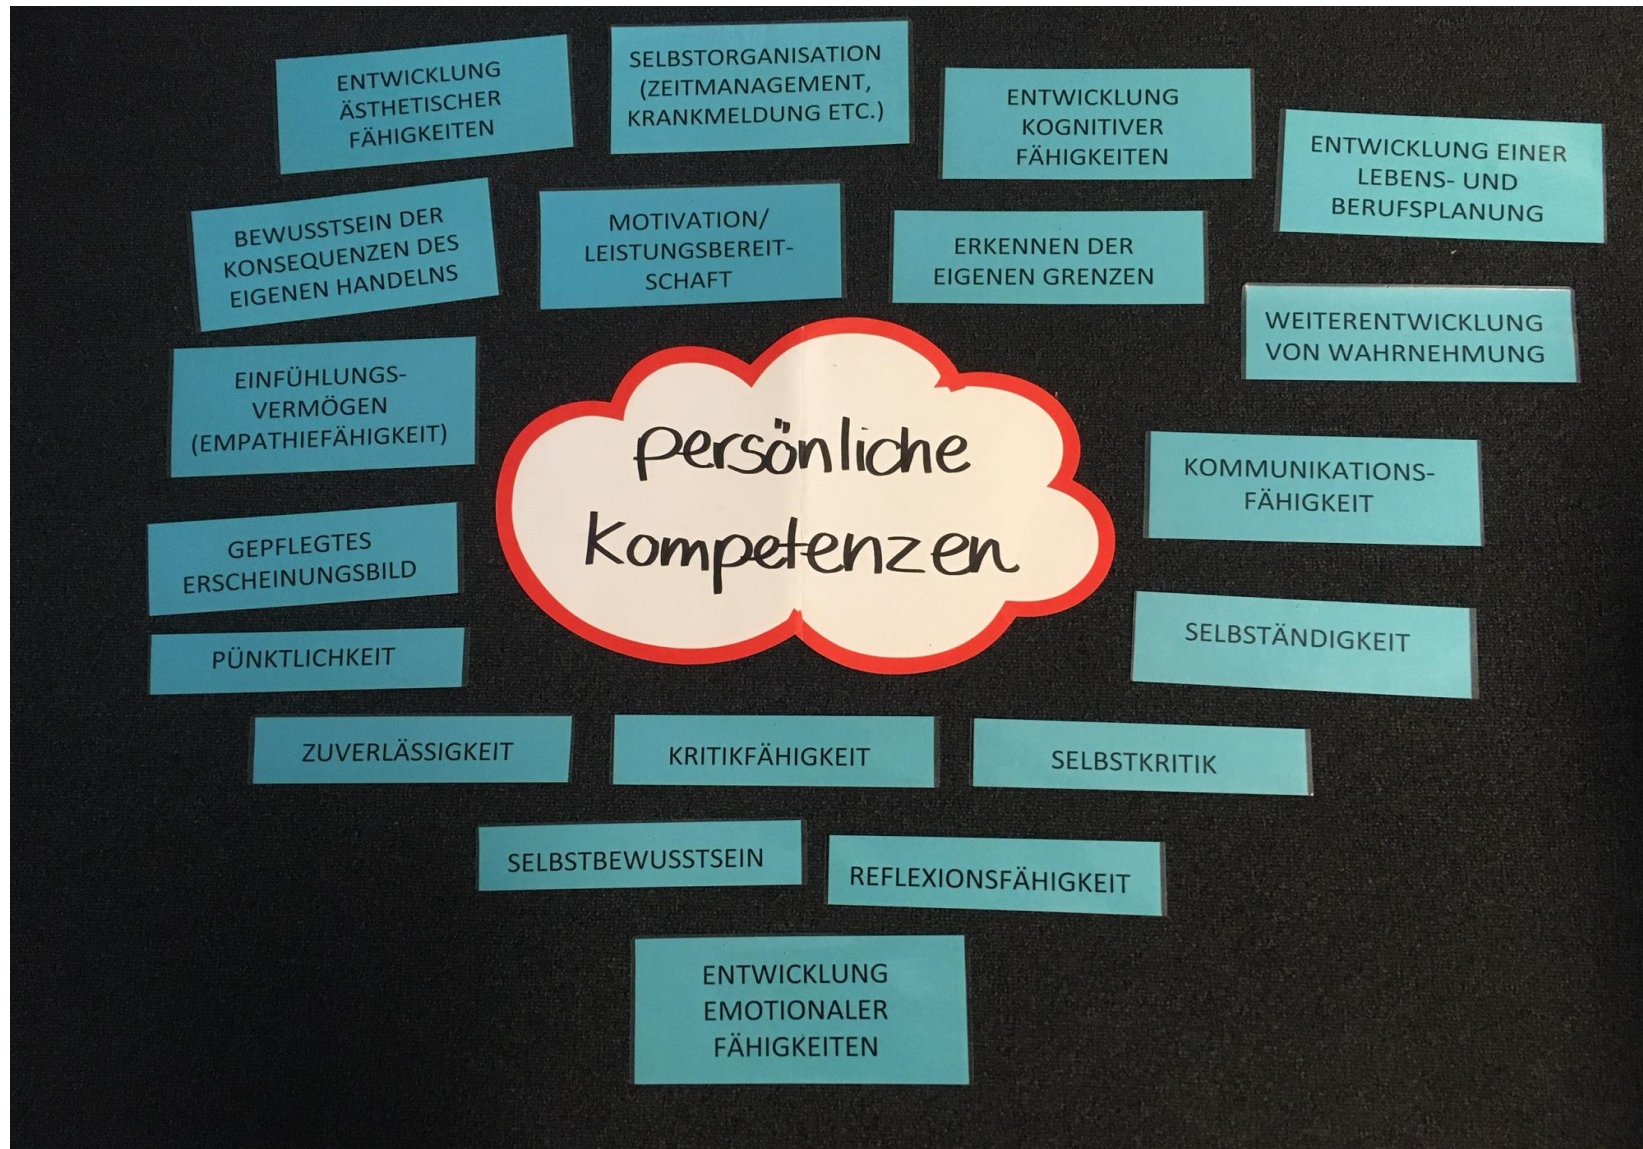 ENTWICKLUNG
ÄSTHETISCHER
FÄHIGKEITEN
SELBSTORGANISATION
(ZEITMANAGEMENT,
KRANKMELDUNG ETC.)
ENTWICKLUNG
KOGNITIVER
FÄHIGKEITEN
ENTWICKLUNG EINER
LEBENS- UND
BERUFSPLANUNG
BEWUSSTSEIN DER
KONSEQUENZEN DES
EIGENEN HANDELNS
MOTIVATION/
LEISTUNGSBEREIT-
SCHAFT
ERKENNEN DER
EIGENEN GRENZEN
WEITERENTWICKLUNG
VON WAHRNEHMUNG
EINFÜHLUNGS-
VERMÖGEN
(EMPATHIEFÄHIGKEIT)
persönliche
Kompetenzen
KOMMUNIKATIONS-
FÄHIGKEIT
GEPFLEGTES
ERSCHEINUNGSBILD
SELBSTÄNDIGKEIT
PÜNKTLICHKEIT
ZUVERLÄSSIGKEIT
KRITIKFÄHIGKEIT
SELBSTKRITIK
SELBSTBEWUSSTSEIN
REFLEXIONSFÄHIGKEIT
ENTWICKLUNG
EMOTIONALER
FÄHIGKEITEN